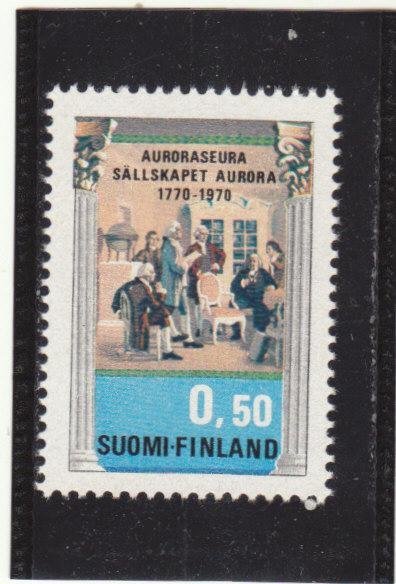 AURORASEURA
SÄLLSKAPET AURORA
1770-1970
0,50
SUOMI·FINLAND